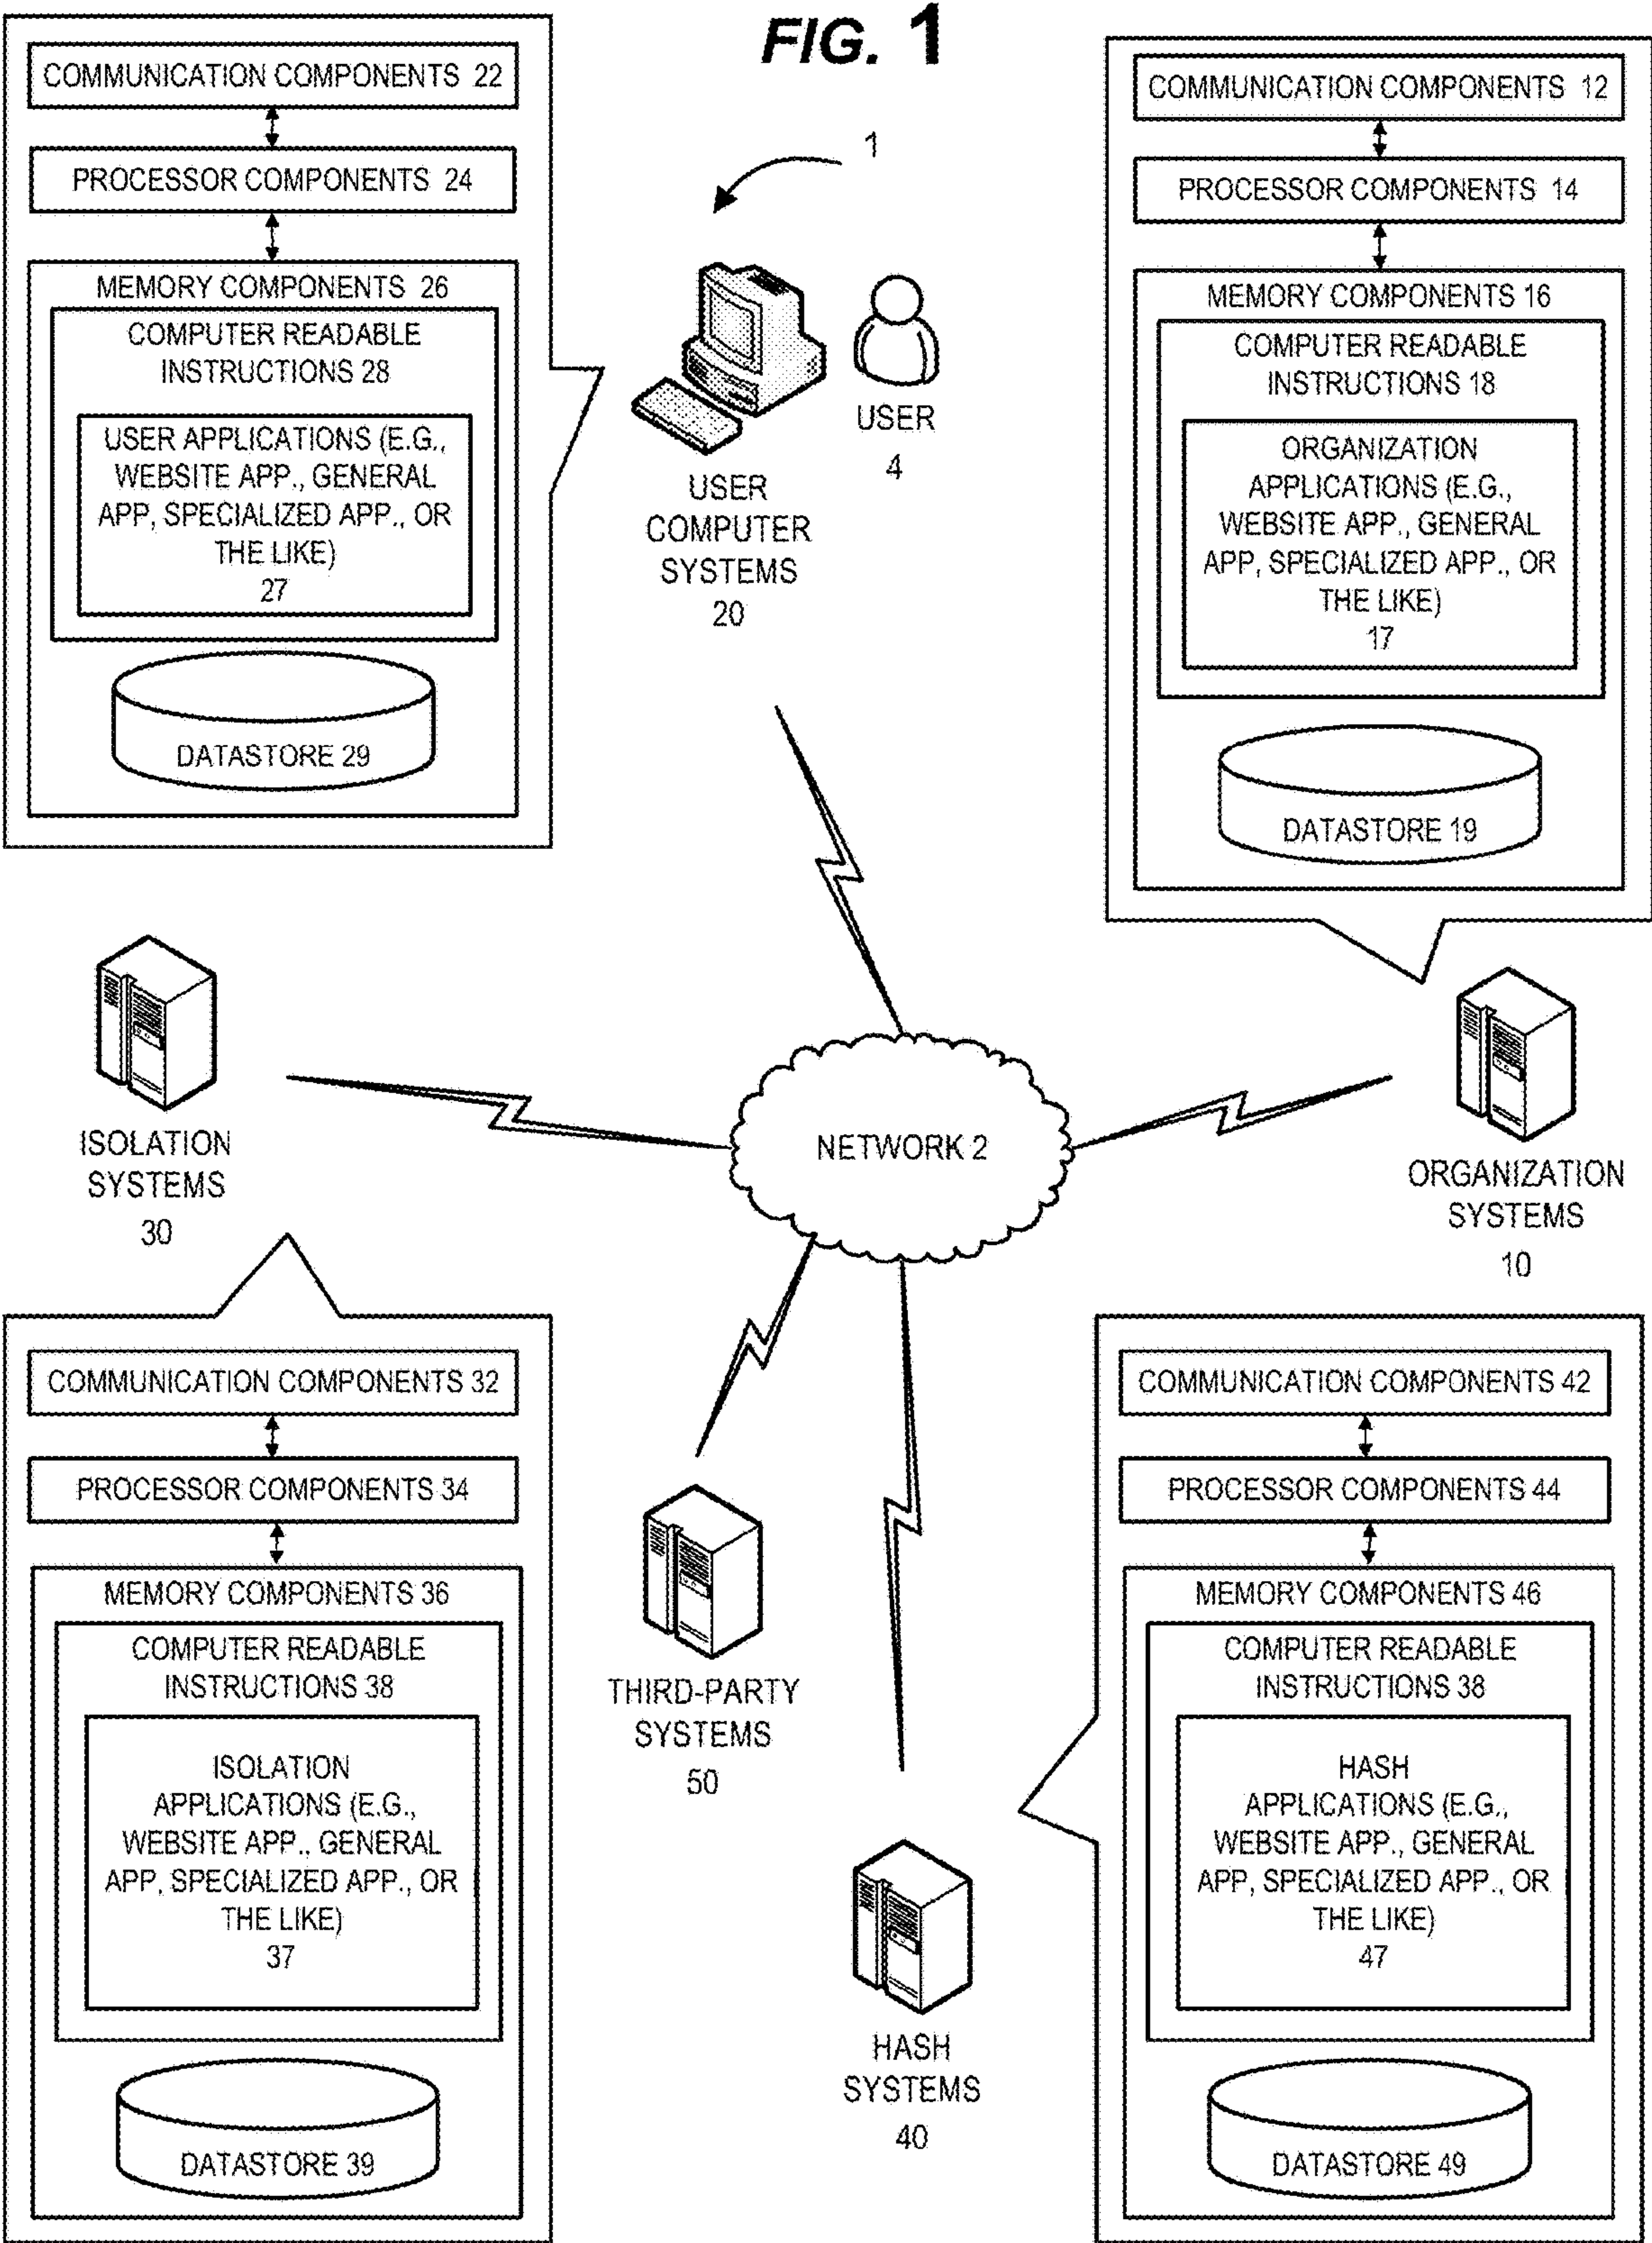 FIG. 1
COMMUNICATION COMPONENTS 22
PROCESSOR COMPONENTS 24
MEMORY COMPONENTS 26
COMPUTER READABLE
INSTRUCTIONS 28
USER APPLICATIONS (E.G.,
WEBSITE APP., GENERAL
APP, SPECIALIZED APP., OR
THE LIKE)
27
DATASTORE 29
1
USER
4
USER
COMPUTER
SYSTEMS
20
COMMUNICATION COMPONENTS 12
PROCESSOR COMPONENTS 14
MEMORY COMPONENTS 16
COMPUTER READABLE
INSTRUCTIONS 18
ORGANIZATION
APPLICATIONS (E.G.,
WEBSITE APP., GENERAL
APP, SPECIALIZED APP., OR
THE LIKE)
17
DATASTORE 19
ISOLATION
SYSTEMS
30
NETWORK 2
ORGANIZATION
SYSTEMS
10
COMMUNICATION COMPONENTS 32
PROCESSOR COMPONENTS 34
MEMORY COMPONENTS 36
COMPUTER READABLE
INSTRUCTIONS 38
ISOLATION
APPLICATIONS (E.G.,
WEBSITE APP., GENERAL
APP, SPECIALIZED APP., OR
THE LIKE)
37
DATASTORE 39
THIRD-PARTY
SYSTEMS
50
HASH
SYSTEMS
40
COMMUNICATION COMPONENTS 42
PROCESSOR COMPONENTS 44
MEMORY COMPONENTS 46
COMPUTER READABLE
INSTRUCTIONS 38
HASH
APPLICATIONS (E.G.,
WEBSITE APP., GENERAL
APP, SPECIALIZED APP., OR
THE LIKE)
47
DATASTORE 49